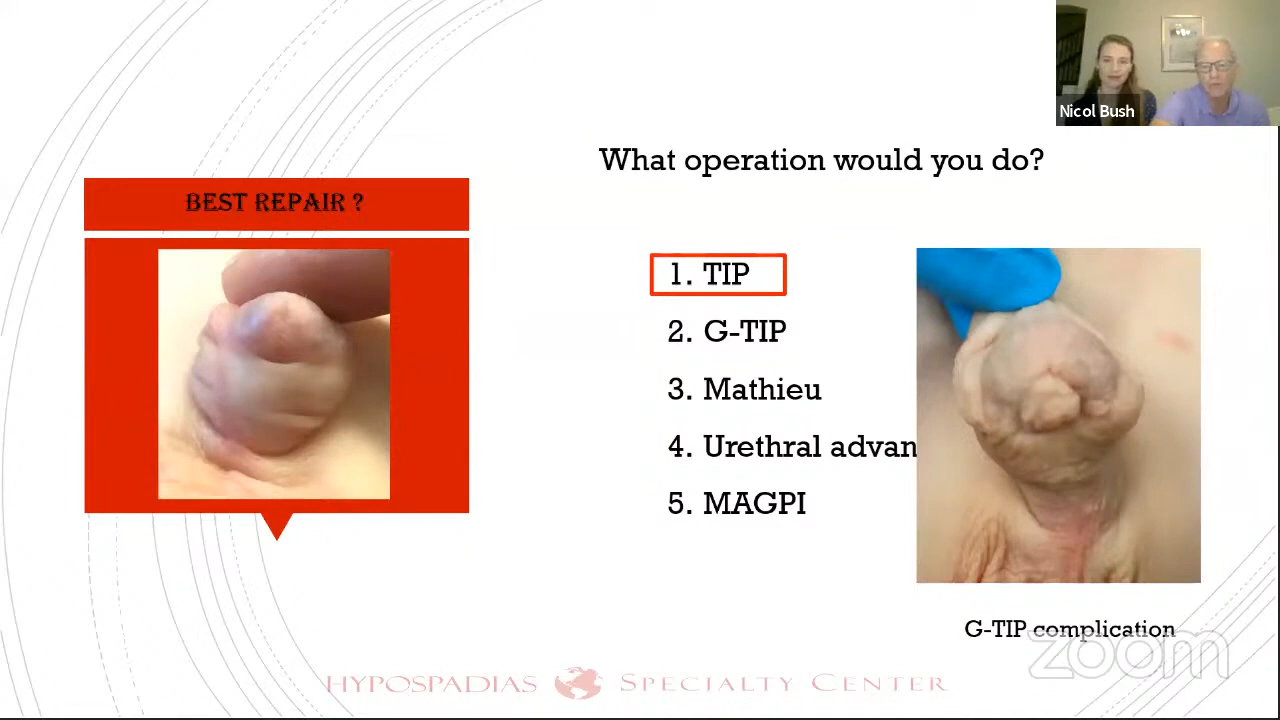 Nicol Bush
What operation would you do?
BEST REPAIR ?
1. TIP
2. G-TIP
3. Mathieu
4. Urethral advan
5. MAGPI
G-TIP complication
zoom
HYPOSPADIAS SPECIALTY CENTER